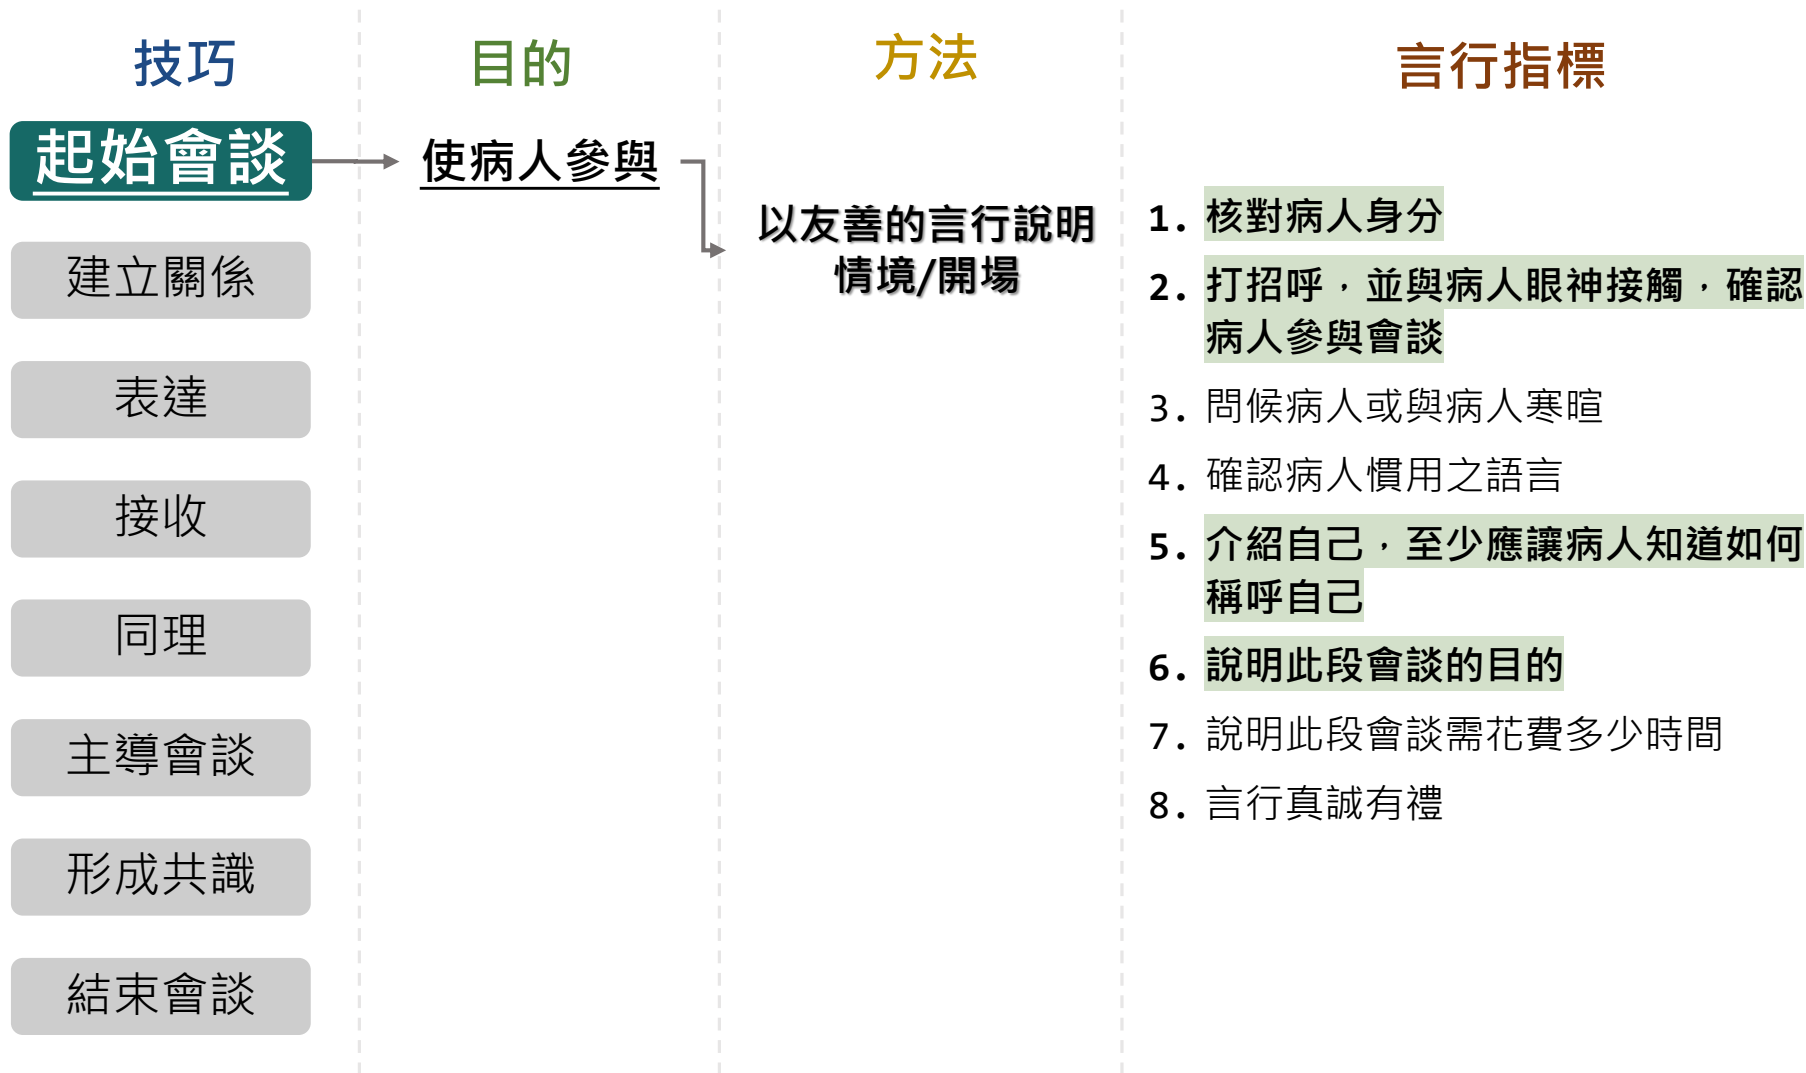 技巧
目的
方法
言行指標
起始會談
使病人參與
以友善的言行說明
情境/開場
1. 核對病人身分
2. 打招呼，並與病人眼神接觸，確認
病人參與會談
3. 問候病人或與病人寒暄
4. 確認病人慣用之語言
5. 介紹自己，至少應讓病人知道如何
稱呼自己
6. 說明此段會談的目的
7. 說明此段會談需花費多少時間
8. 言行真誠有禮
建立關係
表達
接收
同理
主導會談
形成共識
結束會談